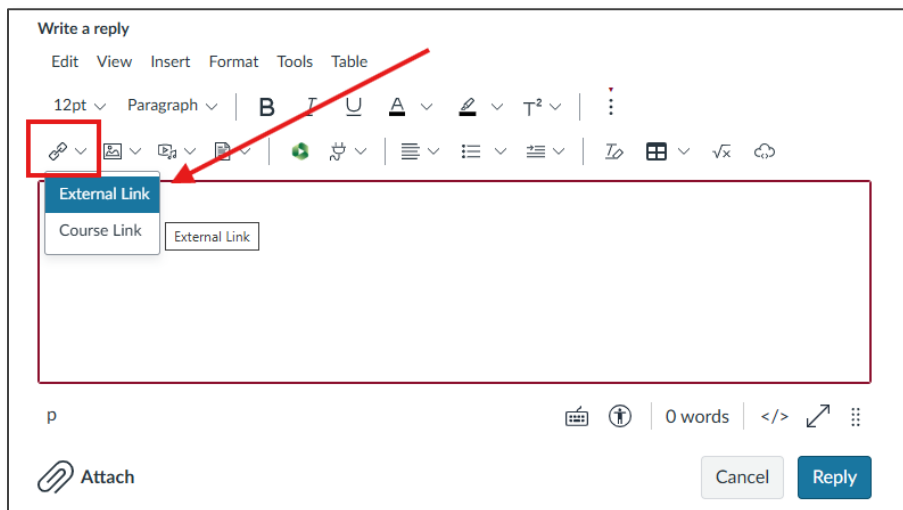 Write a reply
Edit View Insert Format Tools Table
12pt Paragraph B I U A T²
√x
External Link
Course Link
External Link
p
0 words </>
Attach
Cancel
Reply